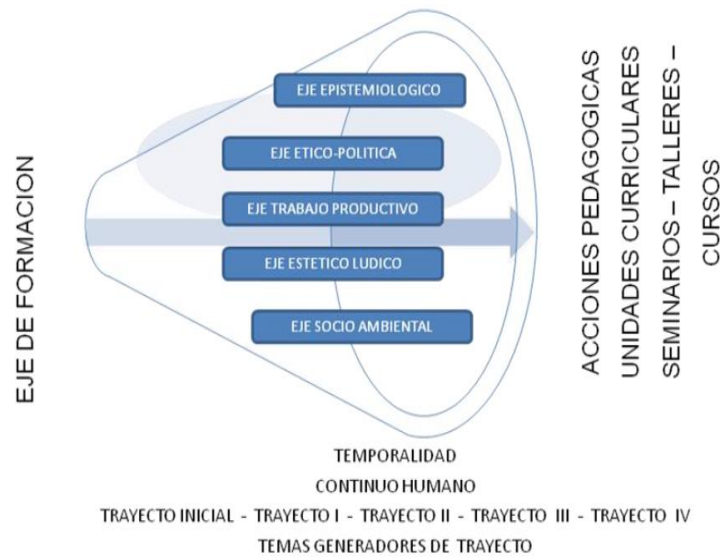 EJE DE FORMACION
EJE EPISTEMIOLOGICO
EJE ETICO-POLITICA
EJE TRABAJO PRODUCTIVO
EJE ESTETICO LUDICO
EJE SOCIO AMBIENTAL
ACCIONES PEDAGOGICAS
UNIDADES CURRICULARES
SEMINARIOS – TALLERES –
CURSOS
TEMPORALIDAD
CONTINUO HUMANO
TRAYECTO INICIAL - TRAYECTO I - TRAYECTO II - TRAYECTO III - TRAYECTO IV
TEMAS GENERADORES DE TRAYECTO